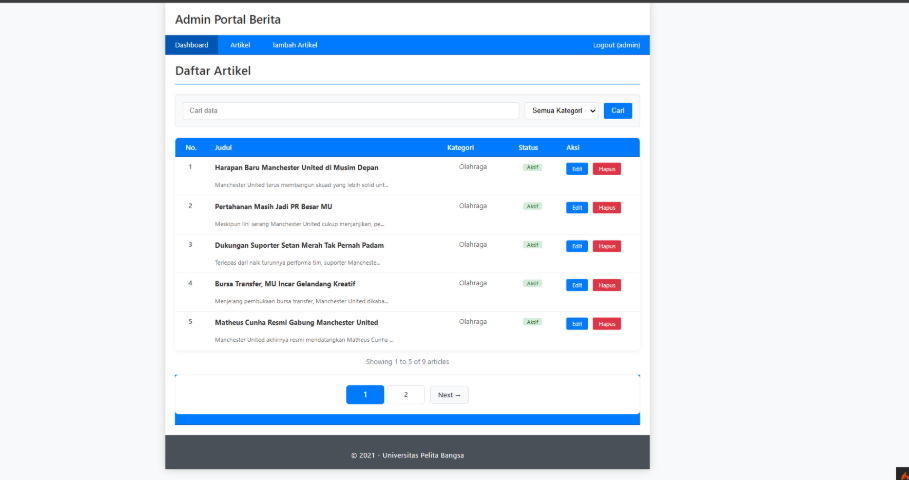 Admin Portal Berita
Dashboard Artikel Tambah Artikel Logout (admin)
Daftar Artikel
Cari data Semua Kategori Cari
No. Judul Kategori Status Aksi
1 Harapan Baru Manchester United di Musim Depan Olahraga Aktif Edit Hapus
Manchester United terus membangun skuad yang lebih solid unt...
2 Pertahanan Masih Jadi PR Besar MU Olahraga Aktif Edit Hapus
Meskipun lini serang Manchester United cukup menjanjikan, pe...
3 Dukungan Suporter Setan Merah Tak Pernah Padam Olahraga Aktif Edit Hapus
Terlepas dari naik turunnya performa tim, suporter Mancheste...
4 Bursa Transfer, MU Incar Gelandang Kreatif Olahraga Aktif Edit Hapus
Menjelang pembukaan bursa transfer, Manchester United dikaba...
5 Matheus Cunha Resmi Gabung Manchester United Olahraga Aktif Edit Hapus
Manchester United akhirnya resmi mendatangkan Matheus Cunha ...
Showing 1 to 5 of 9 articles
1 2 Next →
© 2021 - Universitas Pelita Bangsa